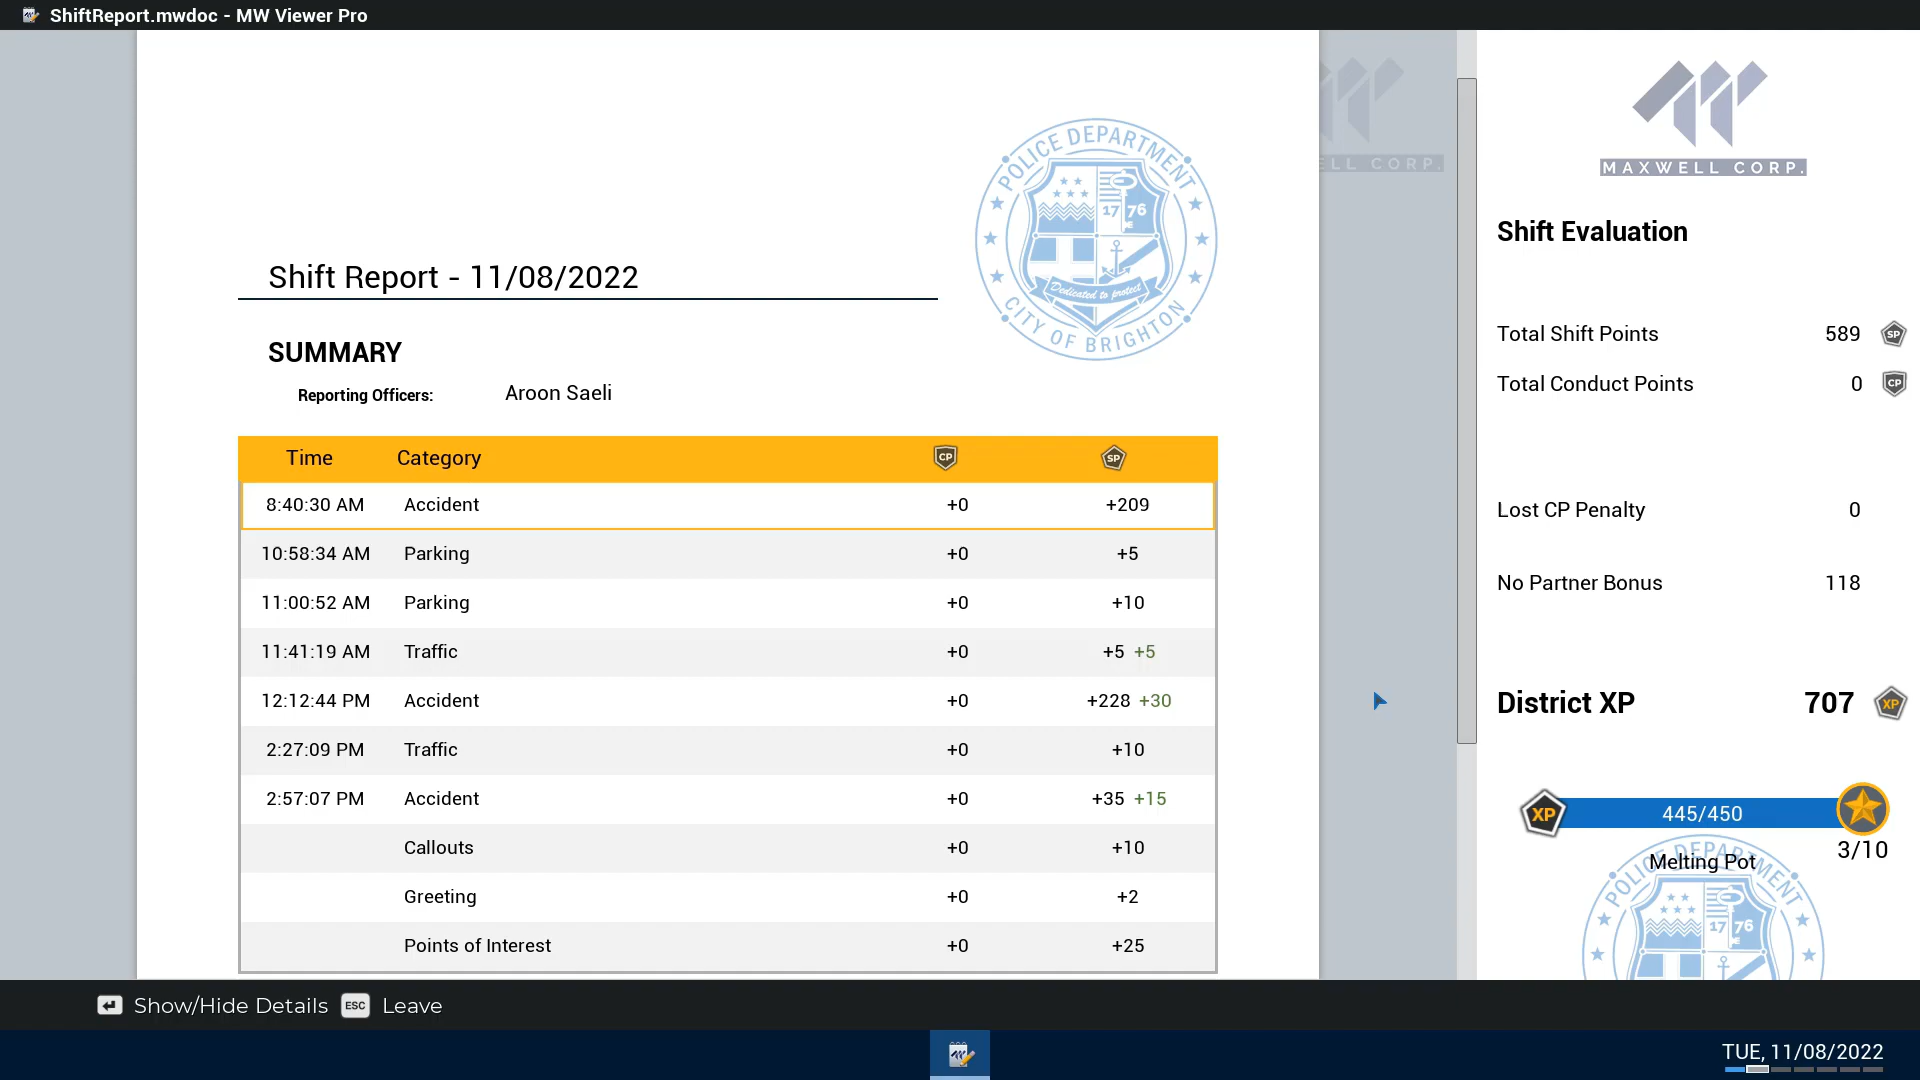 ShiftReport.mwdoc - MW Viewer Pro
POLICE DEPARTMENT
1776
Dedicated to protect
CITY OF BRIGHTON
ELL CORP.
MAXWELL CORP.
Shift Report - 11/08/2022
SUMMARY
Reporting Officers: Aroon Saeli
Time Category CP SP
8:40:30 AM Accident +0 +209
10:58:34 AM Parking +0 +5
11:00:52 AM Parking +0 +10
11:41:19 AM Traffic +0 +5 +5
12:12:44 PM Accident +0 +228 +30
2:27:09 PM Traffic +0 +10
2:57:07 PM Accident +0 +35 +15
Callouts +0 +10
Greeting +0 +2
Points of Interest +0 +25
Shift Evaluation
Total Shift Points 589 SP
Total Conduct Points 0 CP
Lost CP Penalty 0
No Partner Bonus 118
District XP 707 XP
XP 445/450
3/10
Melting Pot
POLICE DEPARTMENT
1776
Show/Hide Details ESC Leave
TUE, 11/08/2022